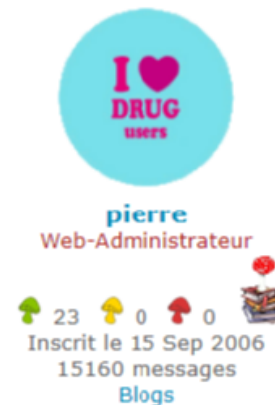 I ♥
DRUG
users
pierre
Web-Administrateur
23 0 0
Inscrit le 15 Sep 2006
15160 messages
Blogs